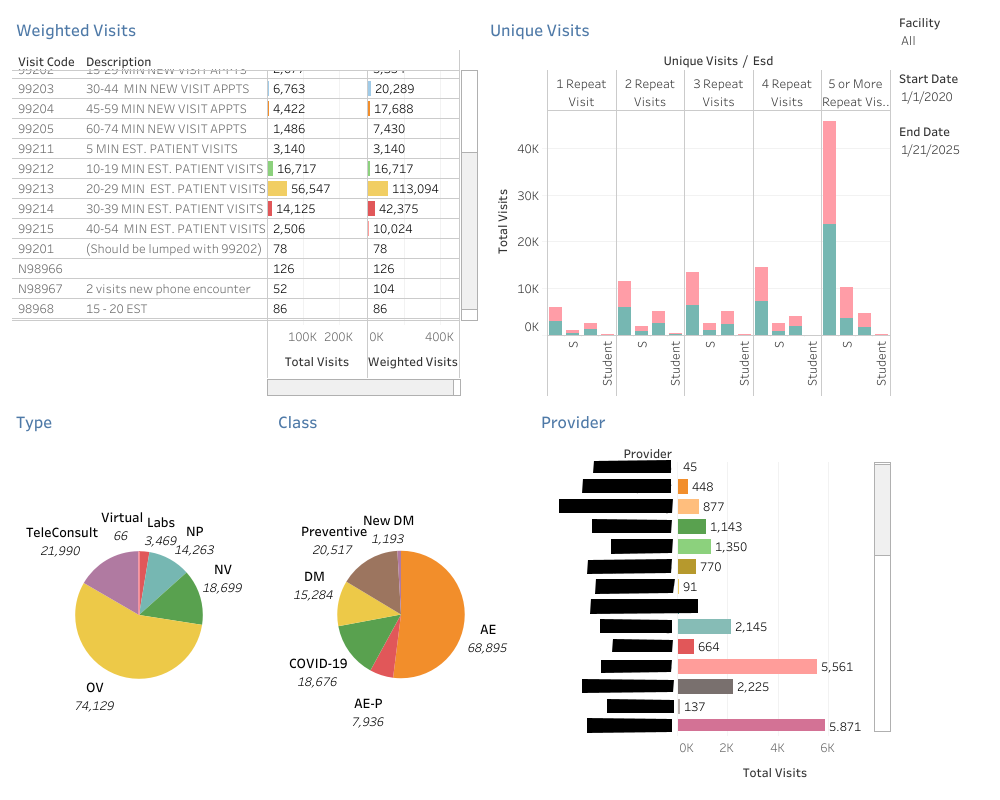 Weighted Visits
Visit Code Description
99202 15-29 MIN NEW VISIT APPTS
99203 30-44 MIN NEW VISIT APPTS 6,763 20,289
99204 45-59 MIN NEW VISIT APPTS 4,422 17,688
99205 60-74 MIN NEW VISIT APPTS 1,486 7,430
99211 5 MIN EST. PATIENT VISITS 3,140 3,140
99212 10-19 MIN EST. PATIENT VISITS 16,717 16,717
99213 20-29 MIN EST. PATIENT VISITS 56,547 113,094
99214 30-39 MIN EST. PATIENT VISITS 14,125 42,375
99215 40-54 MIN EST. PATIENT VISITS 2,506 10,024
99201 (Should be lumped with 99202) 78 78
N98966 126 126
N98967 2 visits new phone encounter 52 104
98968 15 - 20 EST 86 86
100K 200K 0K 400K
Total Visits Weighted Visits
Unique Visits
Unique Visits / Esd
1 Repeat Visit
2 Repeat Visits
3 Repeat Visits
4 Repeat Visits
5 or More Repeat Vis..
Total Visits
40K
30K
20K
10K
0K
S Student S Student S Student S Student S Student
Facility
All
Start Date
1/1/2020
End Date
1/21/2025
Type
Virtual
66
Labs
3,469
NP
14,263
NV
18,699
OV
74,129
TeleConsult
21,990
Class
New DM
1,193
Preventive
20,517
DM
15,284
COVID-19
18,676
AE-P
7,936
AE
68,895
Provider
Provider
45
448
877
1,143
1,350
770
91
2,145
664
5,561
2,225
137
5,871
0K 2K 4K 6K
Total Visits